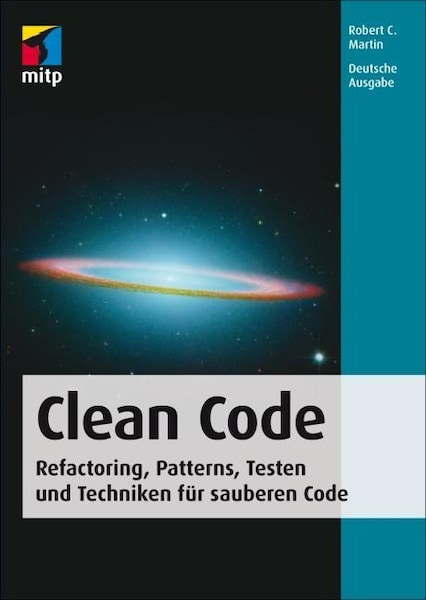 mitp
Robert C.
Martin
Deutsche
Ausgabe
Clean Code
Refactoring, Patterns, Testen
und Techniken für sauberen Code